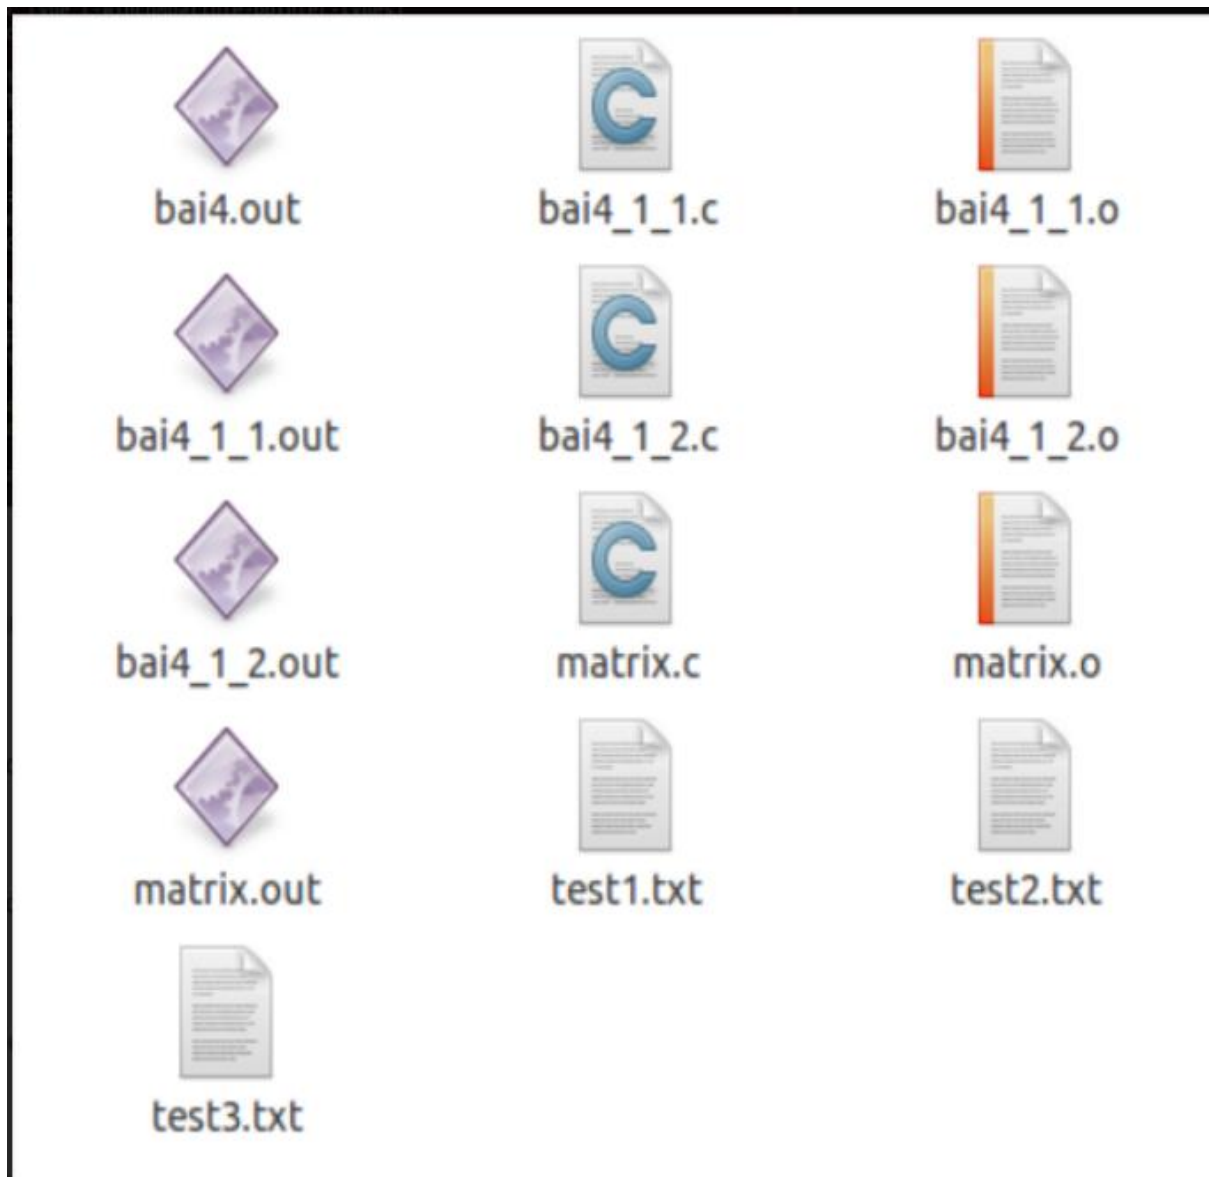 bai4.out bai4_1_1.c bai4_1_1.o
bai4_1_1.out bai4_1_2.c bai4_1_2.o
bai4_1_2.out matrix.c matrix.o
matrix.out test1.txt test2.txt
test3.txt